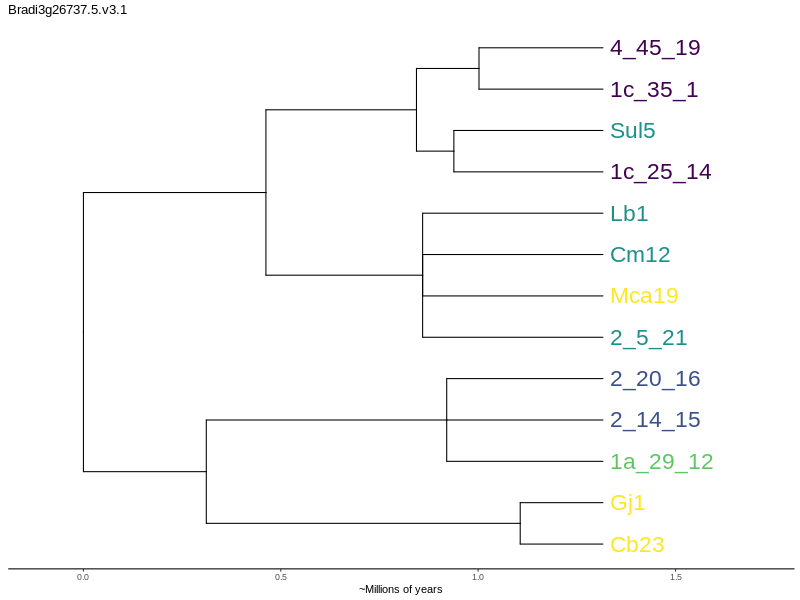 Bradi3g26737.5.v3.1
4_45_19
1c_35_1
Sul5
1c_25_14
Lb1
Cm12
Mca19
2_5_21
2_20_16
2_14_15
1a_29_12
Gj1
Cb23
0.0 0.5 1.0 1.5
~Millions of years